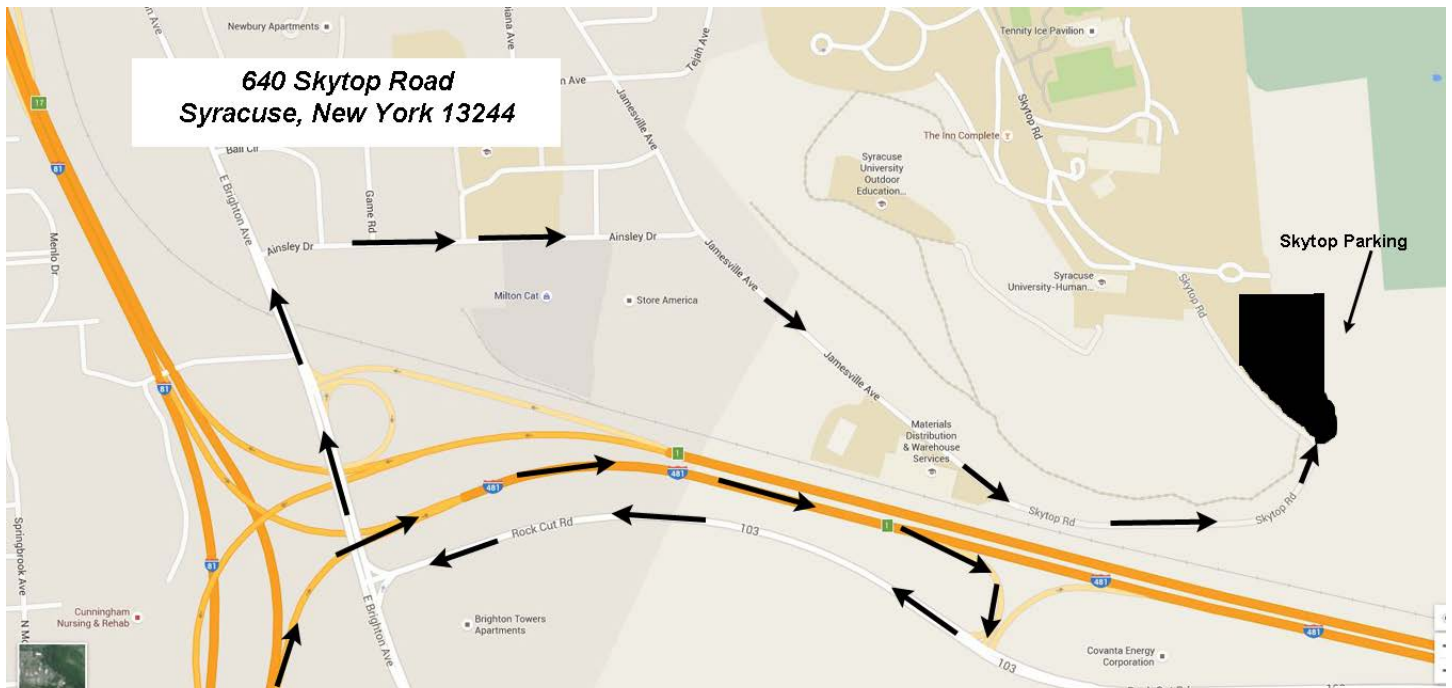 Newbury Apartments
640 Skytop Road
Syracuse, New York 13244
Tejah Ave
Tennity Ice Pavilion
17
81
Ball Cir
E Brighton Ave
Game Rd
Jamesville Ave
Skytop Rd
The Inn Complete
Syracuse
University
Outdoor
Education...
Menlo Dr
Ainsley Dr
Ainsley Dr
Jamesville Ave
Skytop Parking
Milton Cat
Store America
Syracuse
University-Human...
Skytop Rd
81
Jamesville Ave
Materials
Distribution
& Warehouse
Services
1
481
481
Skytop Rd
Skytop Rd
Rock Cut Rd
103
1
Springbrook Ave
81
481
E Brighton Ave
Cunningham
Nursing & Rehab
Brighton Towers
Apartments
481
Covanta Energy
Corporation
103